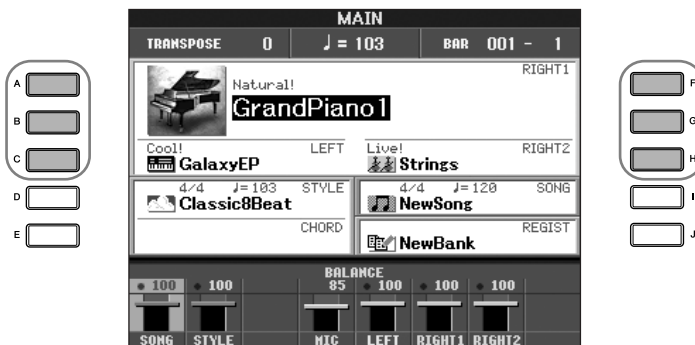 MAIN
TRANSPOSE 0 ♩= 103 BAR 001 - 1
RIGHT1
Natural!
GrandPiano1
Cool! LEFT Live! RIGHT2
GalaxyEP Strings
4/4 ♩=103 STYLE 4/4 ♩=120 SONG
Classic8Beat NewSong
CHORD REGIST
NewBank
BALANCE
100 100 85 100 100 100
SONG STYLE MIC LEFT RIGHT1 RIGHT2
A
B
C
D
E
F
G
H
I
J